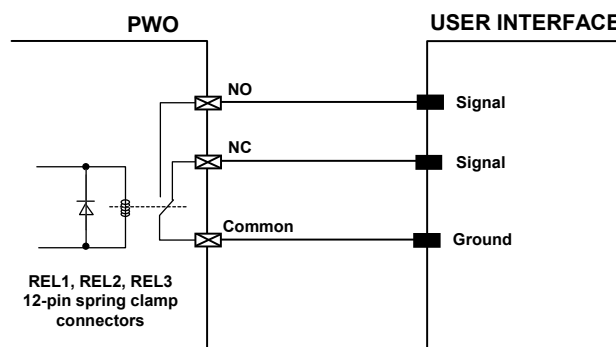 PWO
USER INTERFACE
NO
Signal
NC
Signal
Common
Ground
REL1, REL2, REL3
12-pin spring clamp
connectors